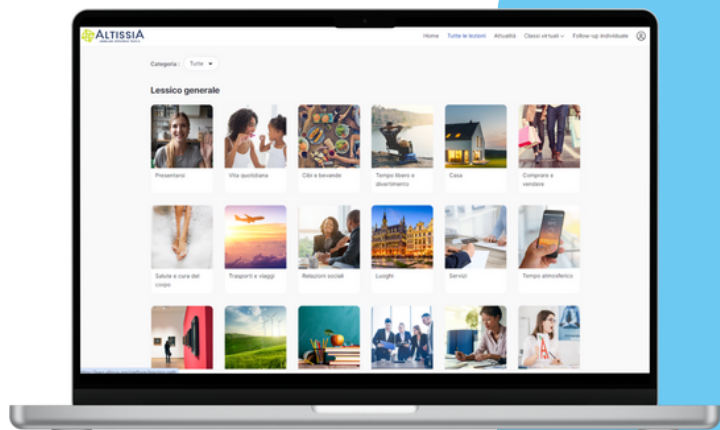 ALTISSIA
Home Tutte le lezioni Attualità Classi virtuali Follow-up individuale
Categoria : Tutte
Lessico generale
Presentarsi
Vita quotidiana
Cibi e bevande
Tempo libero e
divertimento
Casa
Comprare e
vendere
Salute e cura del
corpo
Trasporti e viaggi
Relazioni sociali
Luoghi
Servizi
Tempo atmosferico